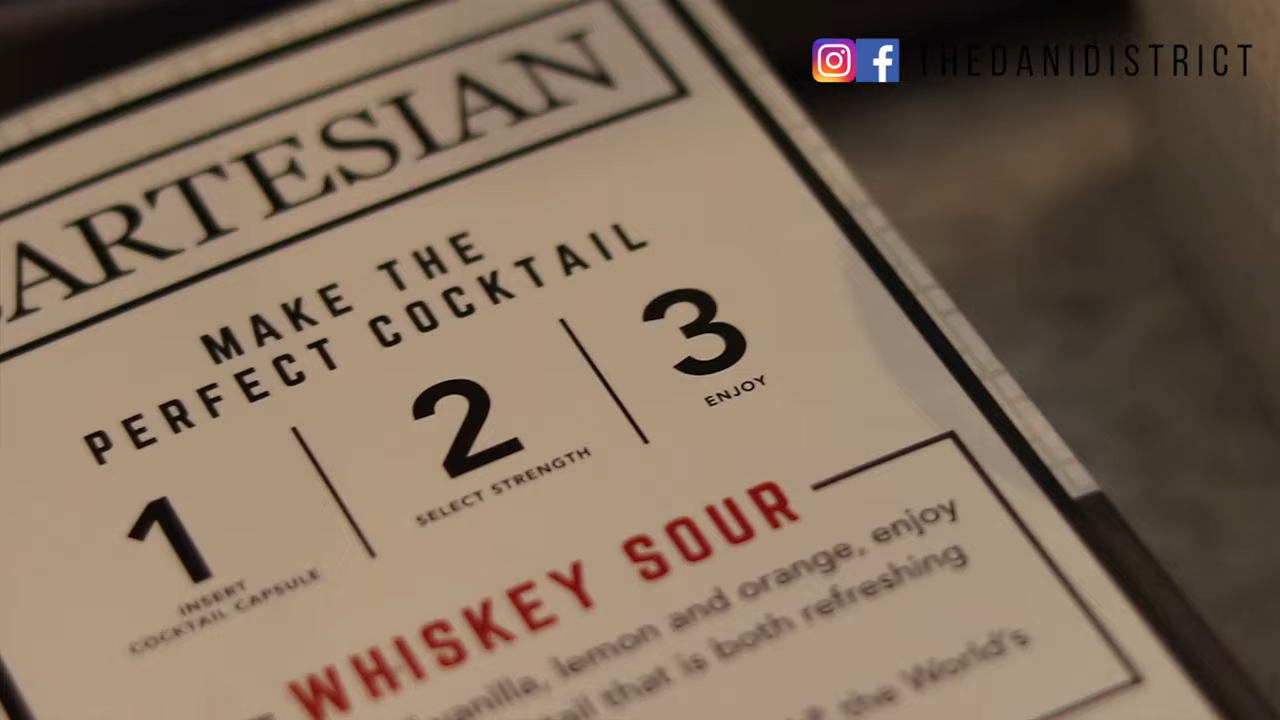 THEDANIDISTRICT
ARTESIAN
MAKE THE
PERFECT COCKTAIL
1
INSERT
COCKTAIL CAPSULE
2
SELECT STRENGTH
3
ENJOY
WHISKEY SOUR
vanilla, lemon and orange, enjoy
that is both refreshing
the World's